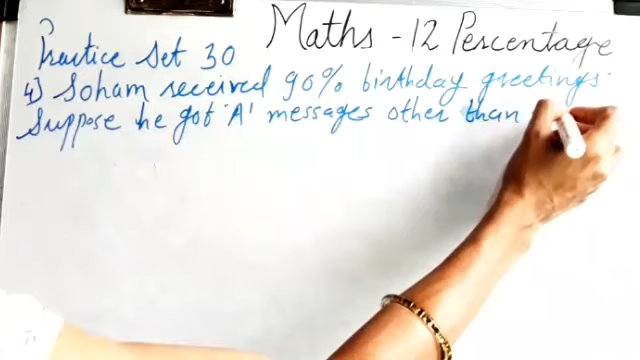 Maths - 12 Percentage
Practice Set 30
4) Soham received 90% birthday greetings.
Suppose he got 'A' messages other than